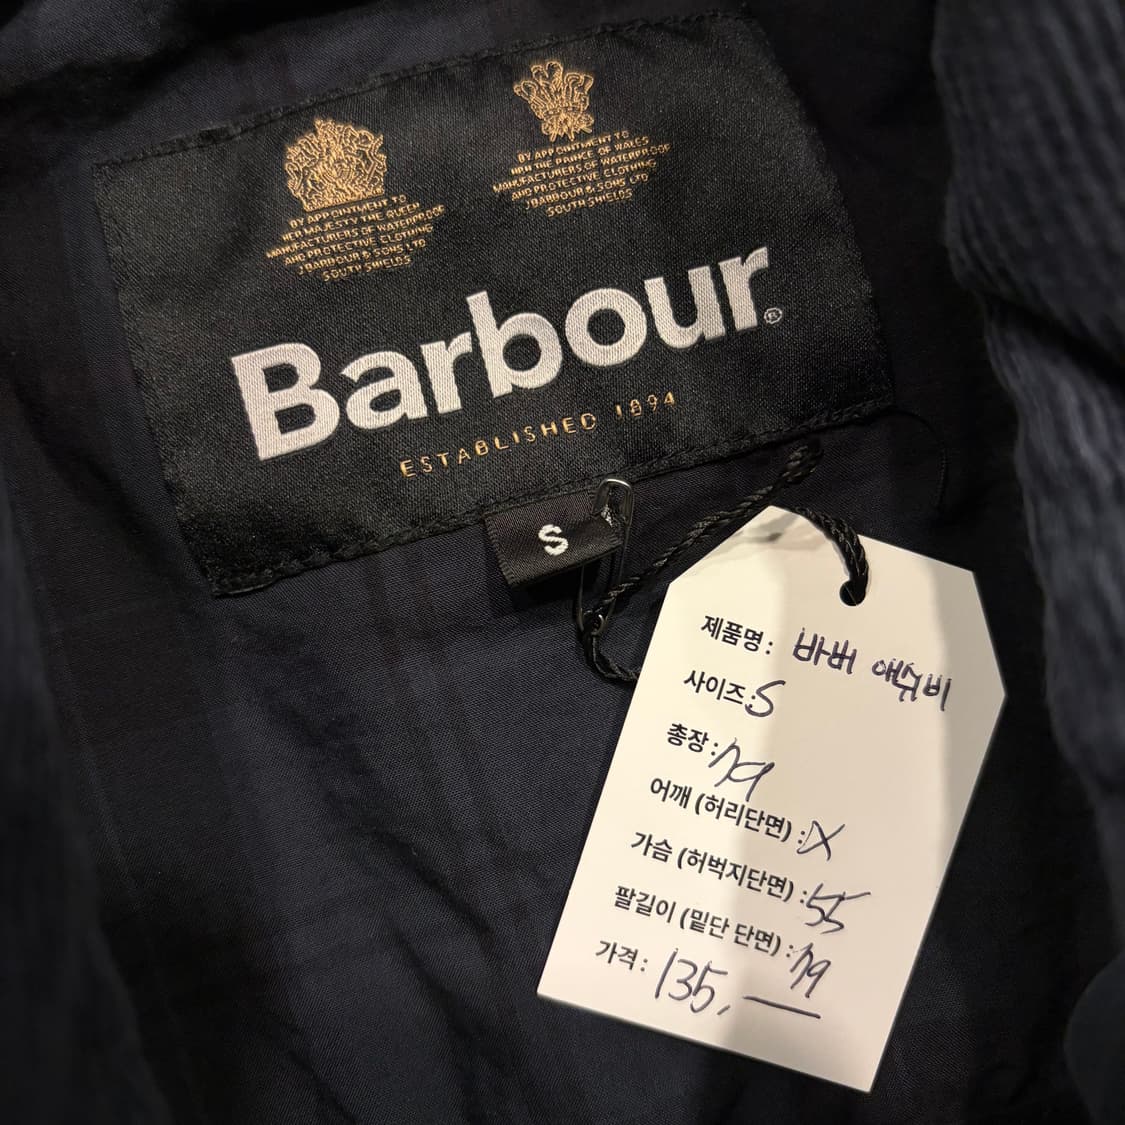 BY APPOINTMENT TO
HER MAJESTY THE QUEEN
MANUFACTURERS OF WATERPROOF
AND PROTECTIVE CLOTHING
J BARBOUR & SONS LTD
SOUTH SHIELDS
BY APPOINTMENT TO
HRH THE PRINCE OF WALES
MANUFACTURERS OF WATERPROOF
AND PROTECTIVE CLOTHING
J BARBOUR & SONS LTD
SOUTH SHIELDS
Barbour®
ESTABLISHED 1894
S
제품명: 바버 애쉬비
사이즈: S
총장: 79
어깨 (허리단면) : X
가슴 (허벅지단면) : 55
팔길이 (밑단 단면) : 79
가격: 135,—